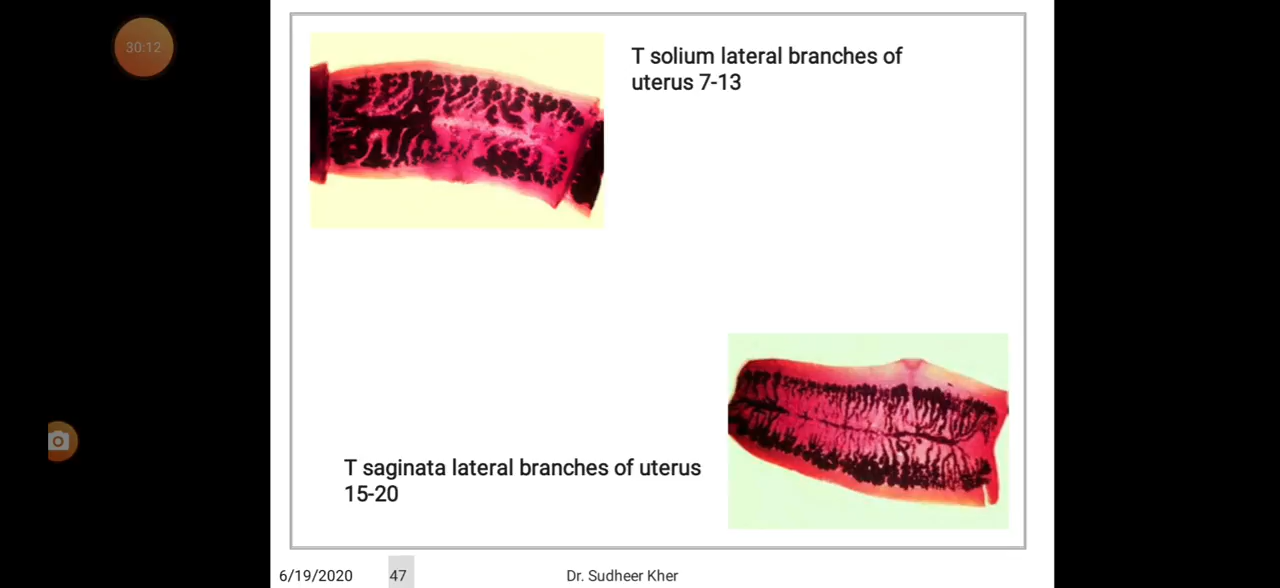 30:12
T solium lateral branches of
uterus 7-13
T saginata lateral branches of uterus
15-20
6/19/2020
47
Dr. Sudheer Kher